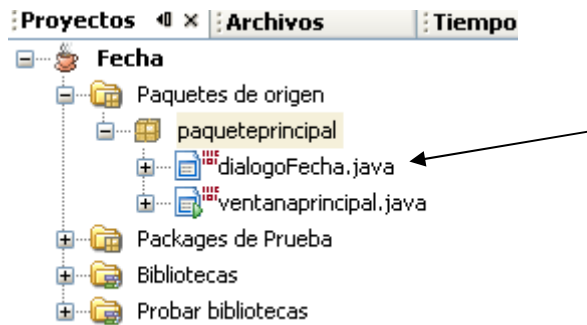 Proyectos Archivos Tiempo
Fecha
Paquetes de origen
paqueteprincipal
dialogoFecha.java
ventanaprincipal.java
Packages de Prueba
Bibliotecas
Probar bibliotecas